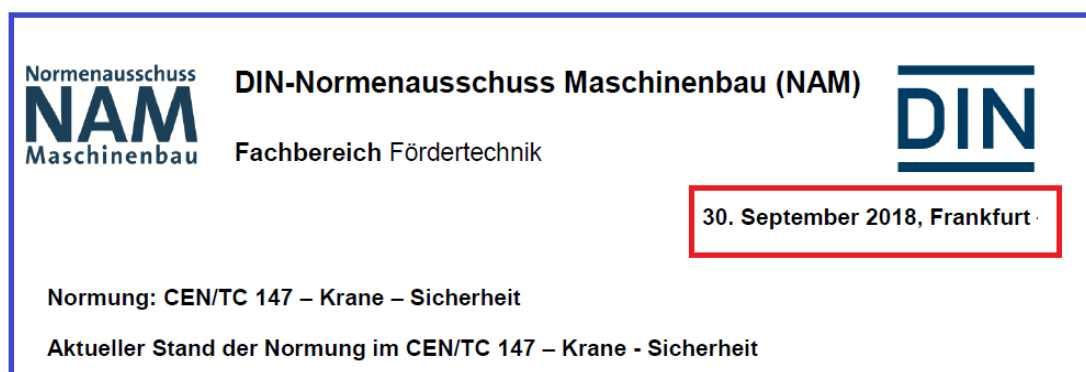 Normenausschuss
NAM
Maschinenbau
DIN-Normenausschuss Maschinenbau (NAM)
Fachbereich Fördertechnik
DIN
30. September 2018, Frankfurt -
Normung: CEN/TC 147 – Krane – Sicherheit
Aktueller Stand der Normung im CEN/TC 147 – Krane - Sicherheit